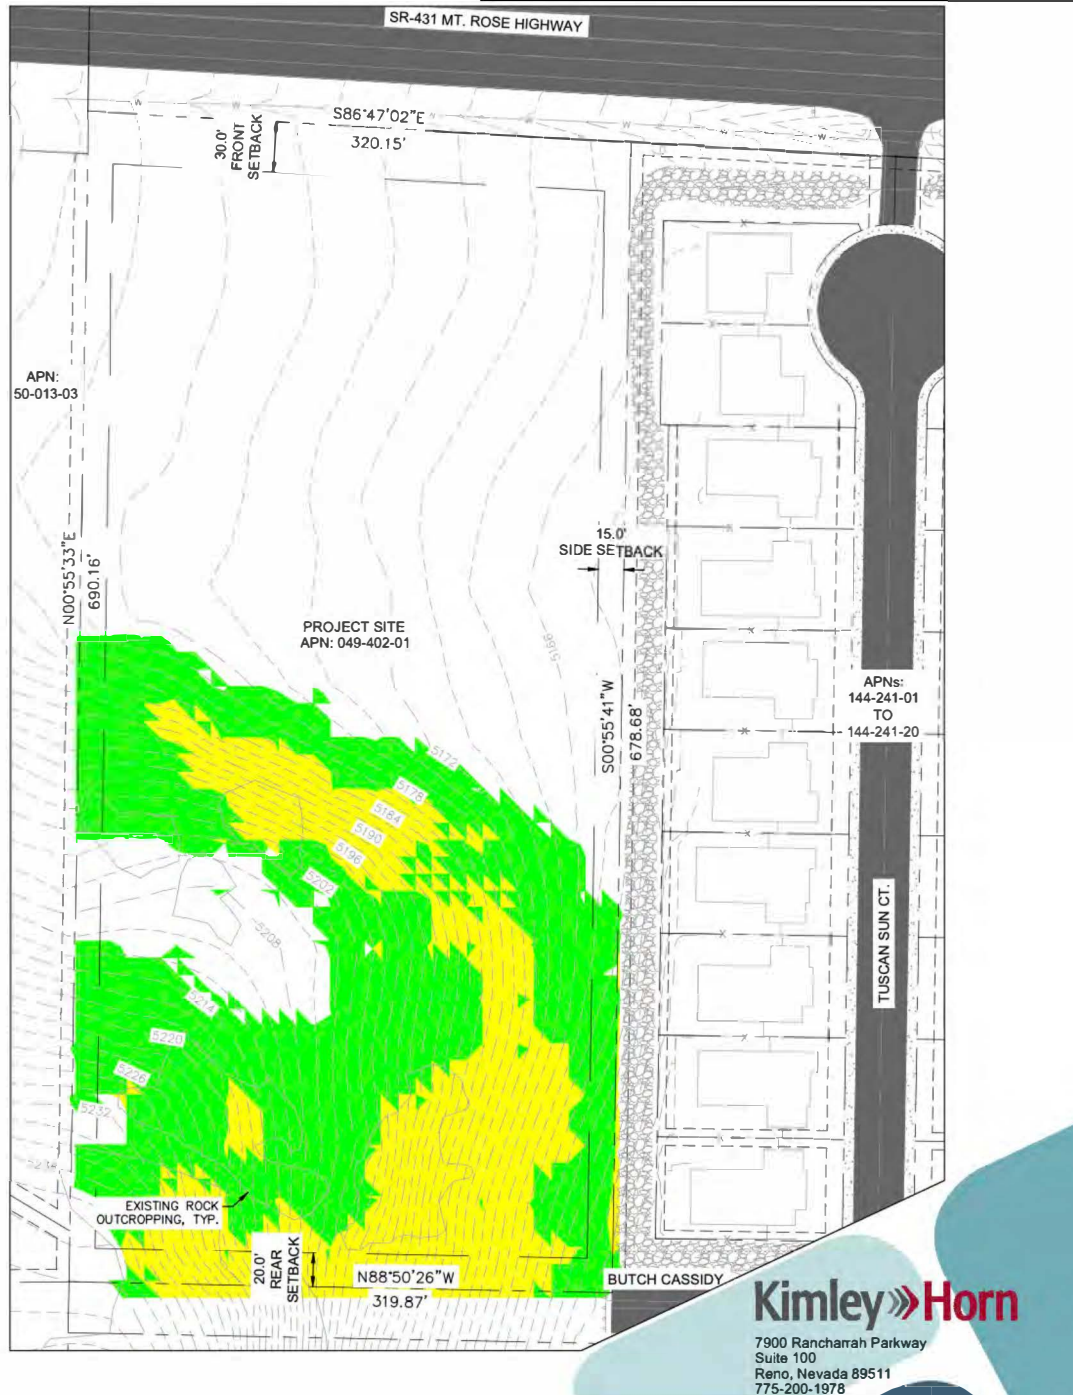 SR-431 MT. ROSE HIGHWAY
S86°47'02"E
320.15'
30.0'
FRONT
SETBACK
APN:
50-013-03
N00°55'33"E
690.16'
15.0'
SIDE SETBACK
PROJECT SITE
APN: 049-402-01
5166
S00°55'41"W
678.68'
APNs:
144-241-01
TO
144-241-20
5172
5178
5184
5190
5196
5202
5208
5214
5220
5226
5232
TUSCAN SUN CT.
EXISTING ROCK
OUTCROPPING, TYP.
20.0'
REAR
SETBACK
N88°50'26"W
319.87'
BUTCH CASSIDY
Kimley»Horn
7900 Rancharrah Parkway
Suite 100
Reno, Nevada 89511
775-200-1978